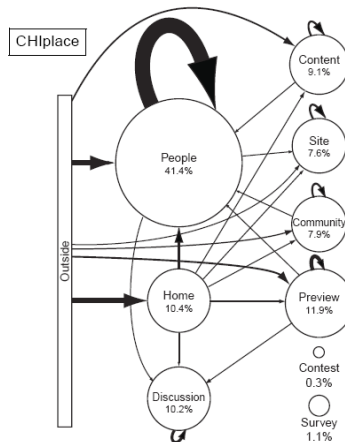 CHIplace
Content
9.1%
Site
7.6%
People
41.4%
Community
7.9%
Outside
Home
10.4%
Preview
11.9%
Contest
0.3%
Discussion
10.2%
Survey
1.1%